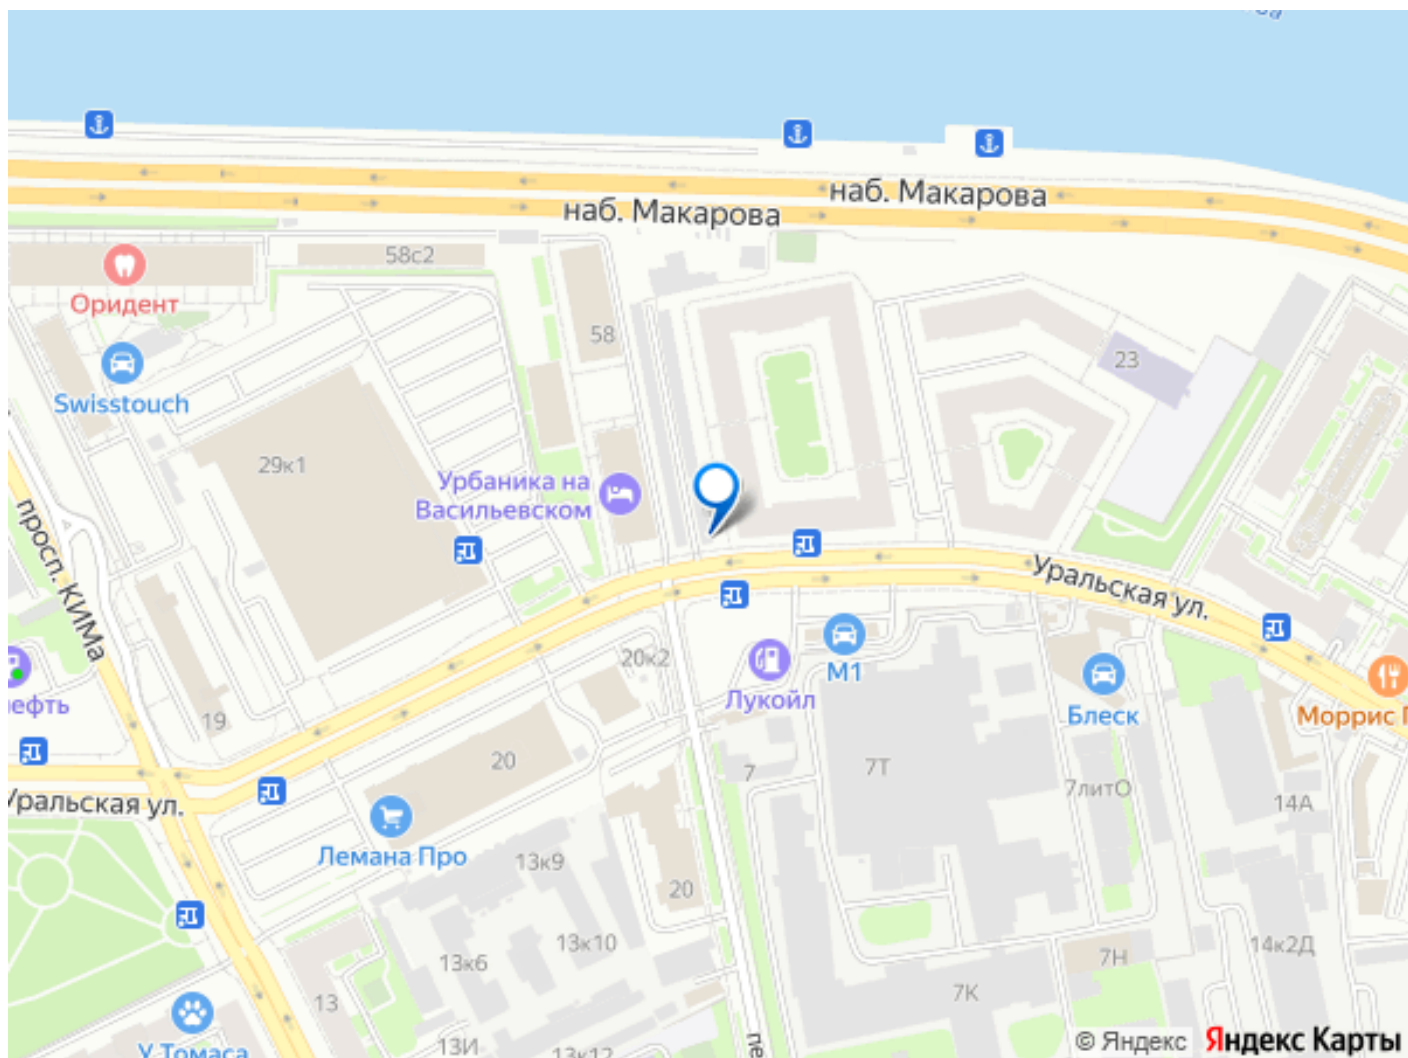 наб. Макарова
наб. Макарова
58с2
Оридент
58
23
Swisstouch
29к1
Урбаника на
Васильевском
просп. КИМа
Уральская ул.
20к2
М1
Лукойл
Блеск
Моррис
19
20
7
7Т
7литО
14А
Уральская ул.
Лемана Про
13к9
20
13к10
13к6
7Н
14к2Д
13
7К
У Томаса
13И
13к12
© Яндекс Яндекс Карты